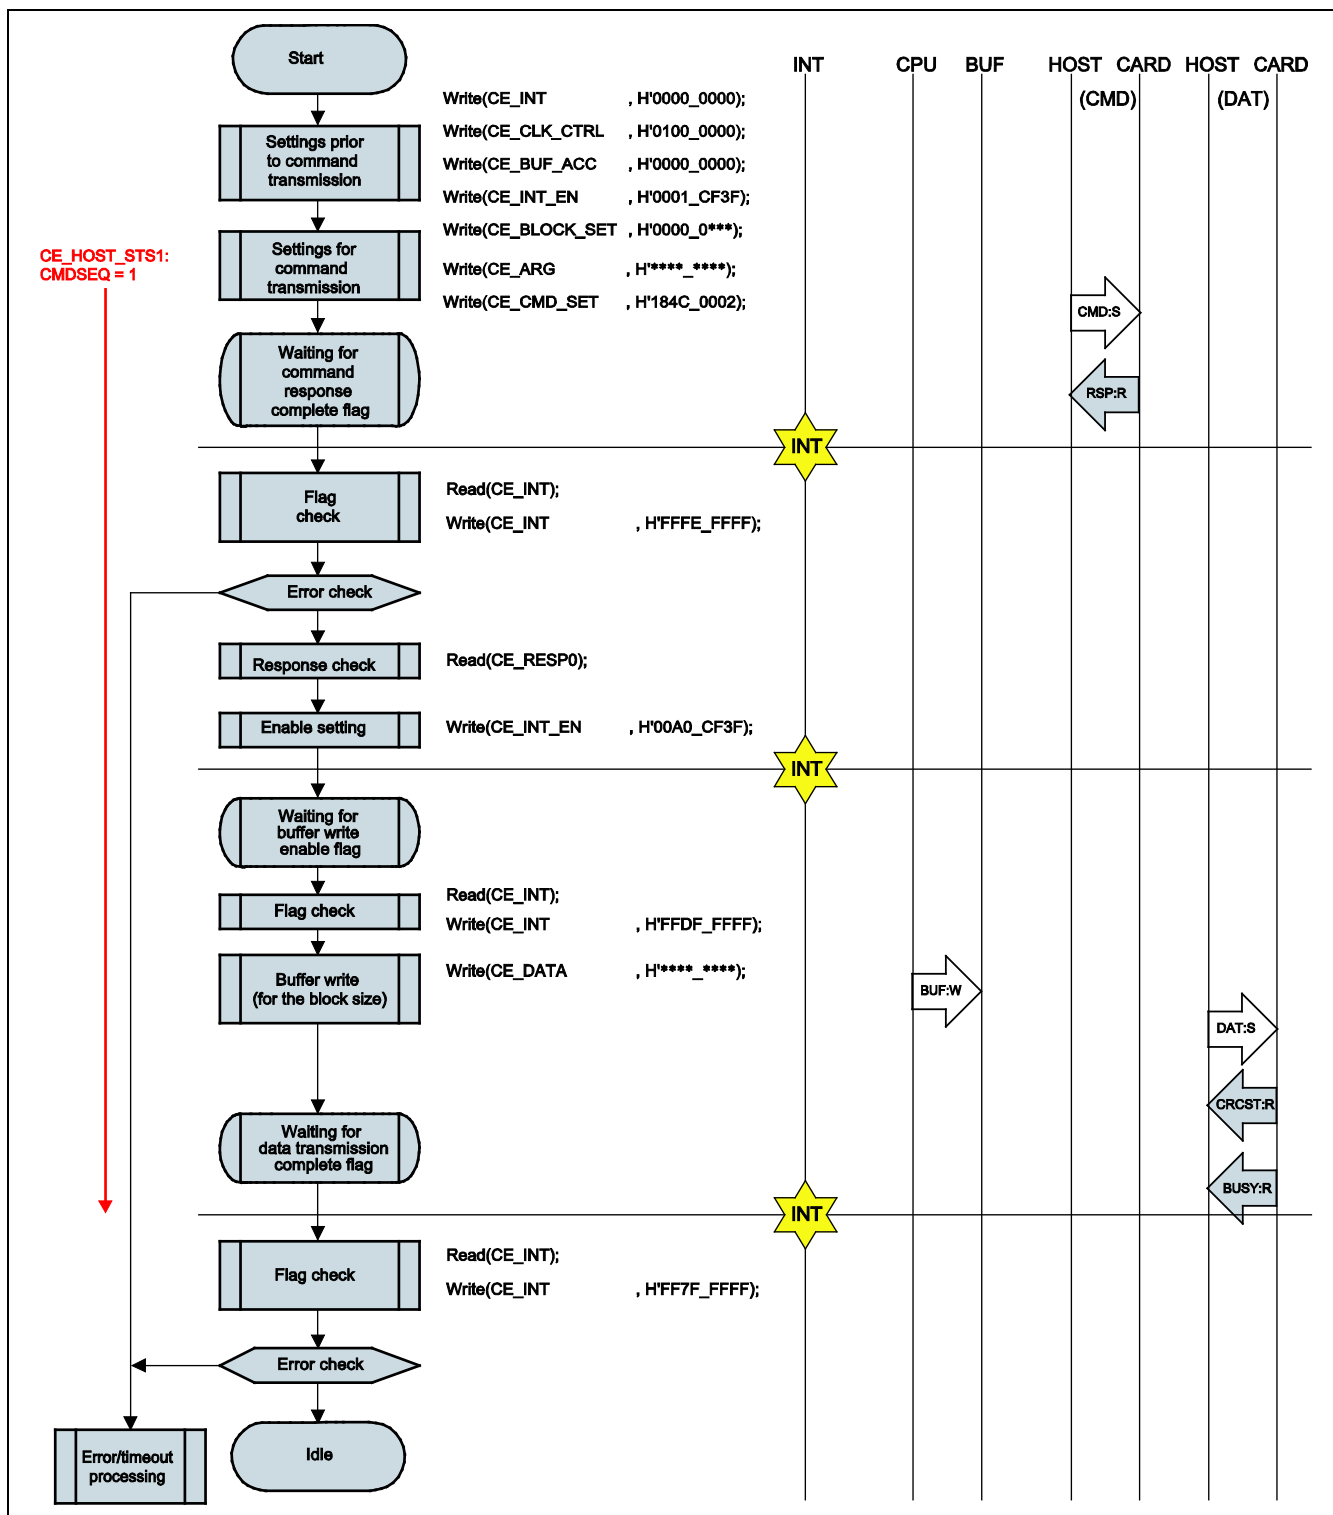 Start
INT
CPU
BUF
HOST
CARD
HOST
CARD
(CMD)
(DAT)
Write(CE_INT , H'0000_0000);
Settings prior
to command
transmission
Write(CE_CLK_CTRL , H'0100_0000);
Write(CE_BUF_ACC , H'0000_0000);
Write(CE_INT_EN , H'0001_CF3F);
Write(CE_BLOCK_SET , H'0000_0***);
CE_HOST_STS1:
CMDSEQ = 1
Settings for
command
transmission
Write(CE_ARG , H'****_****);
Write(CE_CMD_SET , H'184C_0002);
CMD:S
Waiting for
command
response
complete flag
RSP:R
INT
Flag
check
Read(CE_INT);
Write(CE_INT , H'FFFE_FFFF);
Error check
Response check
Read(CE_RESP0);
Enable setting
Write(CE_INT_EN , H'00A0_CF3F);
INT
Waiting for
buffer write
enable flag
Flag check
Read(CE_INT);
Write(CE_INT , H'FFDF_FFFF);
Buffer write
(for the block size)
Write(CE_DATA , H'****_****);
BUF:W
DAT:S
CRCST:R
Waiting for
data transmission
complete flag
BUSY:R
INT
Flag check
Read(CE_INT);
Write(CE_INT , H'FF7F_FFFF);
Error check
Error/timeout
processing
Idle